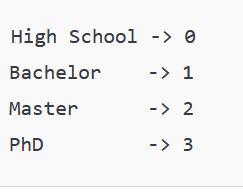 High School -> 0
Bachelor    -> 1
Master      -> 2
PhD         -> 3